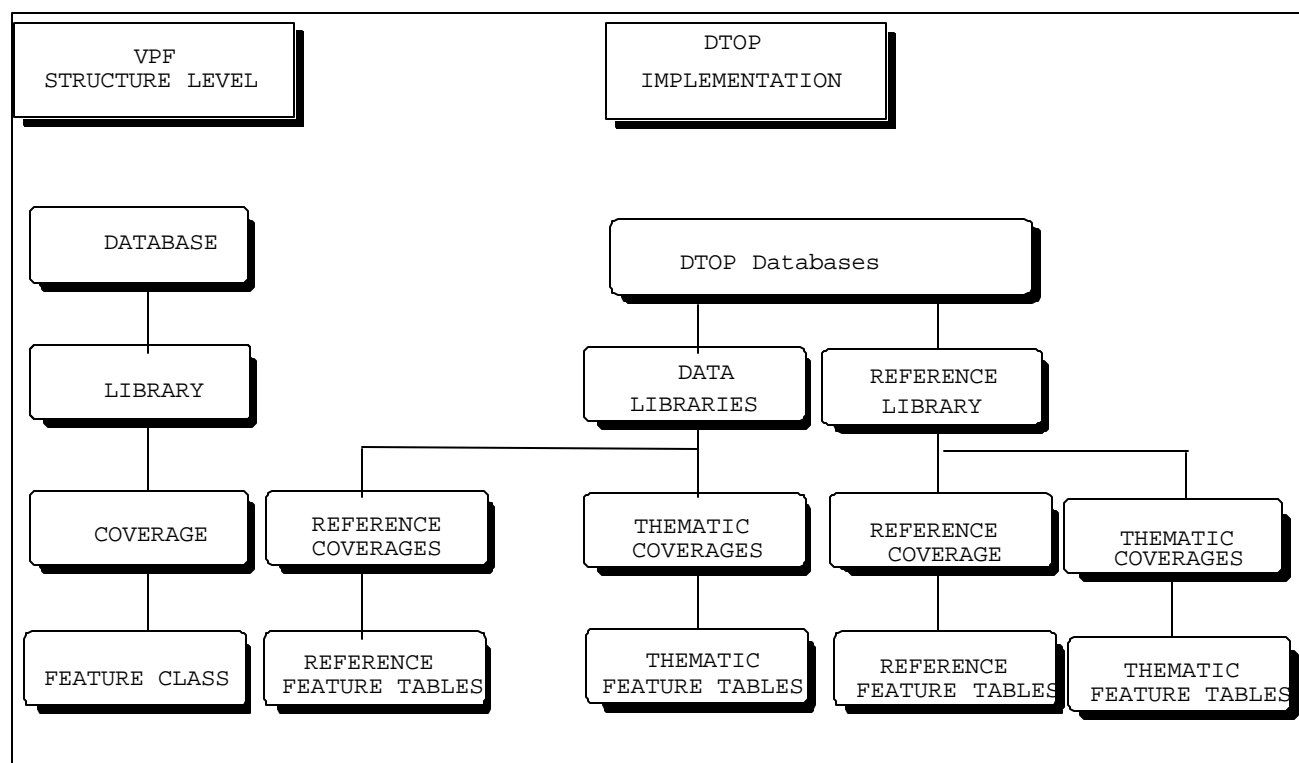 VPF
STRUCTURE LEVEL
DTOP
IMPLEMENTATION
DATABASE
DTOP Databases
LIBRARY
DATA
LIBRARIES
REFERENCE
LIBRARY
COVERAGE
REFERENCE
COVERAGES
THEMATIC
COVERAGES
REFERENCE
COVERAGE
THEMATIC
COVERAGES
FEATURE CLASS
REFERENCE
FEATURE TABLES
THEMATIC
FEATURE TABLES
REFERENCE
FEATURE TABLES
THEMATIC
FEATURE TABLES